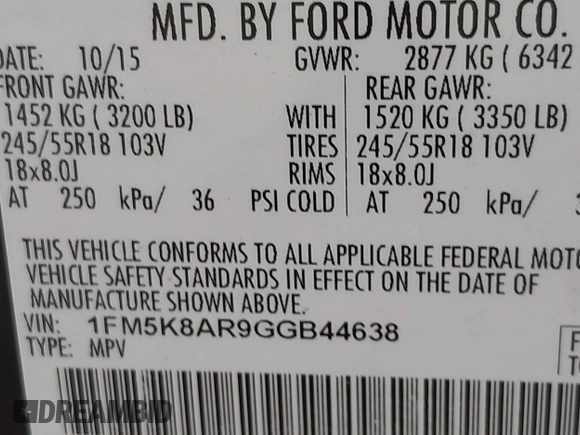 MFD. BY FORD MOTOR CO.
DATE: 10/15 GVWR: 2877 KG ( 6342
FRONT GAWR: REAR GAWR:
1452 KG ( 3200 LB) WITH 1520 KG ( 3350 LB)
245/55R18 103V TIRES 245/55R18 103V
18x8.0J RIMS 18x8.0J
AT 250 kPa/ 36 PSI COLD AT 250 kPa/
THIS VEHICLE CONFORMS TO ALL APPLICABLE FEDERAL MOTO
VEHICLE SAFETY STANDARDS IN EFFECT ON THE DATE OF
MANUFACTURE SHOWN ABOVE.
VIN: 1FM5K8AR9GGB44638
TYPE: MPV
DREAMBID